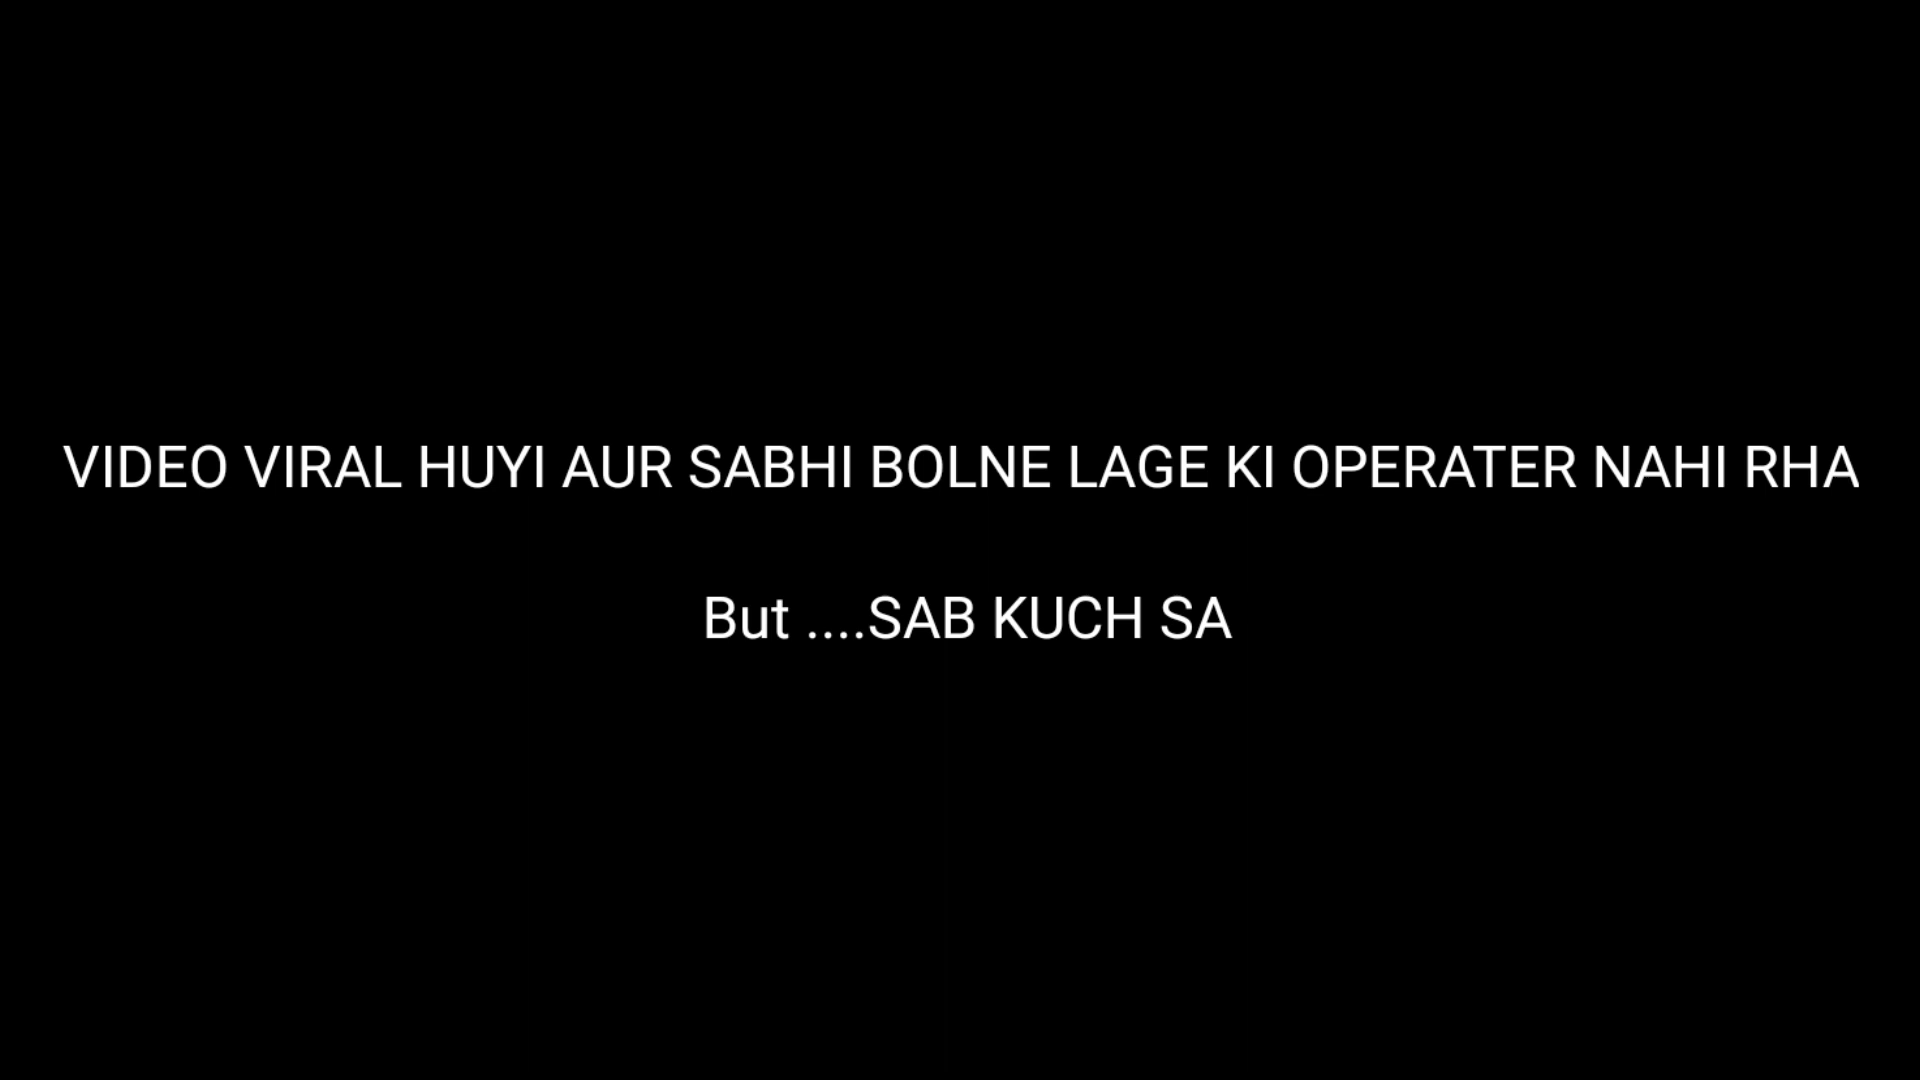 VIDEO VIRAL HUYI AUR SABHI BOLNE LAGE KI OPERATER NAHI RHA
But ....SAB KUCH SA